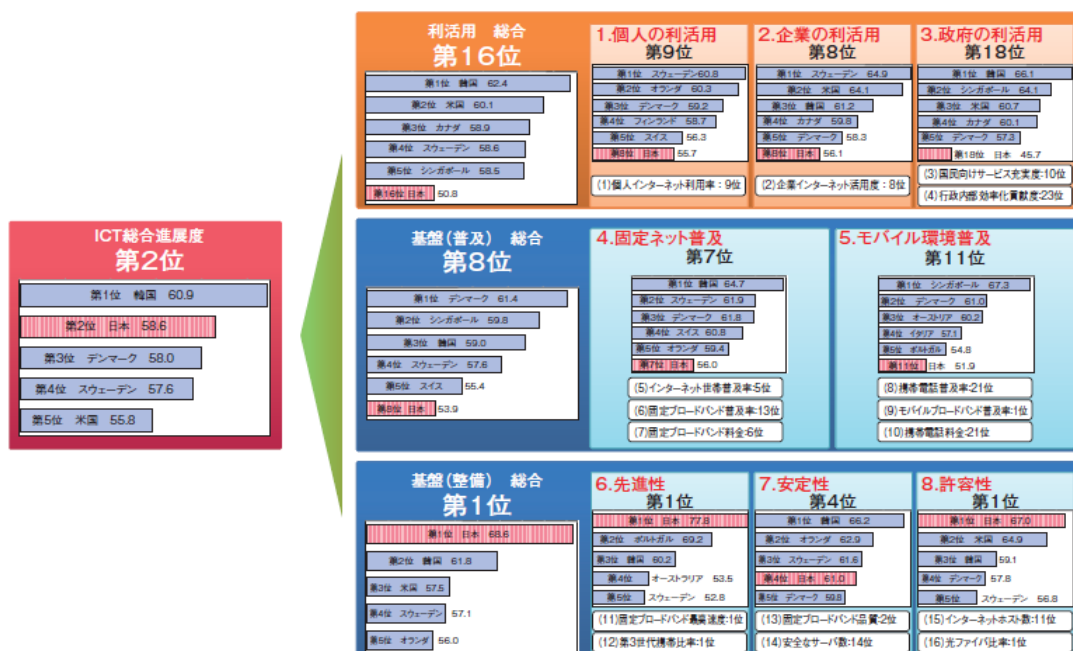 ICT総合進展度
第2位
第1位 韓国 60.9
第2位 日本 58.6
第3位 デンマーク 58.0
第4位 スウェーデン 57.6
第5位 米国 55.8
利活用 総合
第16位
第1位 韓国 62.4
第2位 米国 60.1
第3位 カナダ 58.9
第4位 スウェーデン 58.6
第5位 シンガポール 58.5
第16位 日本 50.8
1.個人の利活用
第9位
第1位 スウェーデン60.8
第2位 オランダ 60.3
第3位 デンマーク 59.2
第4位 フィンランド 58.7
第5位 スイス 56.3
第8位 日本 55.7
(1)個人インターネット利用率：9位
2.企業の利活用
第8位
第1位 スウェーデン 64.9
第2位 米国 64.1
第3位 韓国 61.2
第4位 カナダ 59.8
第5位 デンマーク 58.3
第8位 日本 56.1
(2)企業インターネット活用度：8位
3.政府の利活用
第18位
第1位 韓国 66.1
第2位 シンガポール 64.1
第3位 米国 60.7
第4位 カナダ 60.1
第5位 デンマーク 57.3
第18位 日本 45.7
(3)国民向けサービス充実度:10位
(4)行政内部効率化貢献度:23位
基盤(普及) 総合
第8位
第1位 デンマーク 61.4
第2位 シンガポール 59.8
第3位 韓国 59.0
第4位 スウェーデン 57.6
第5位 スイス 55.4
第8位 日本 53.9
4.固定ネット普及
第7位
第1位 韓国 64.7
第2位 スウェーデン 61.9
第3位 デンマーク 61.8
第4位 スイス 60.8
第5位 オランダ 59.4
第7位 日本 56.0
(5)インターネット世帯普及率:5位
(6)固定ブロードバンド普及率:13位
(7)固定ブロードバンド料金:6位
5.モバイル環境普及
第11位
第1位 シンガポール 67.3
第2位 デンマーク 61.0
第3位 オーストリア 60.2
第4位 イタリア 57.1
第5位 ポルトガル 54.8
第11位 日本 51.9
(8)携帯電話普及率:21位
(9)モバイルブロードバンド普及率:1位
(10)携帯電話料金:21位
基盤(整備) 総合
第1位
第1位 日本 68.6
第2位 韓国 61.8
第3位 米国 57.5
第4位 スウェーデン 57.1
第5位 オランダ 56.0
6.先進性
第1位
第1位 日本 77.8
第2位 ポルトガル 69.2
第3位 韓国 60.2
第4位 オーストラリア 53.5
第5位 スウェーデン 52.8
(11)固定ブロードバンド最高速度:1位
(12)第3世代携帯比率:1位
7.安定性
第4位
第1位 韓国 66.2
第2位 オランダ 62.9
第3位 スウェーデン 61.6
第4位 日本 61.0
第5位 デンマーク 59.8
(13)固定ブロードバンド品質:2位
(14)安全なサーバ数:14位
8.許容性
第1位
第1位 日本 67.0
第2位 米国 64.9
第3位 韓国 59.1
第4位 デンマーク 57.8
第5位 スウェーデン 56.8
(15)インターネットホスト数:11位
(16)光ファイバ比率:1位